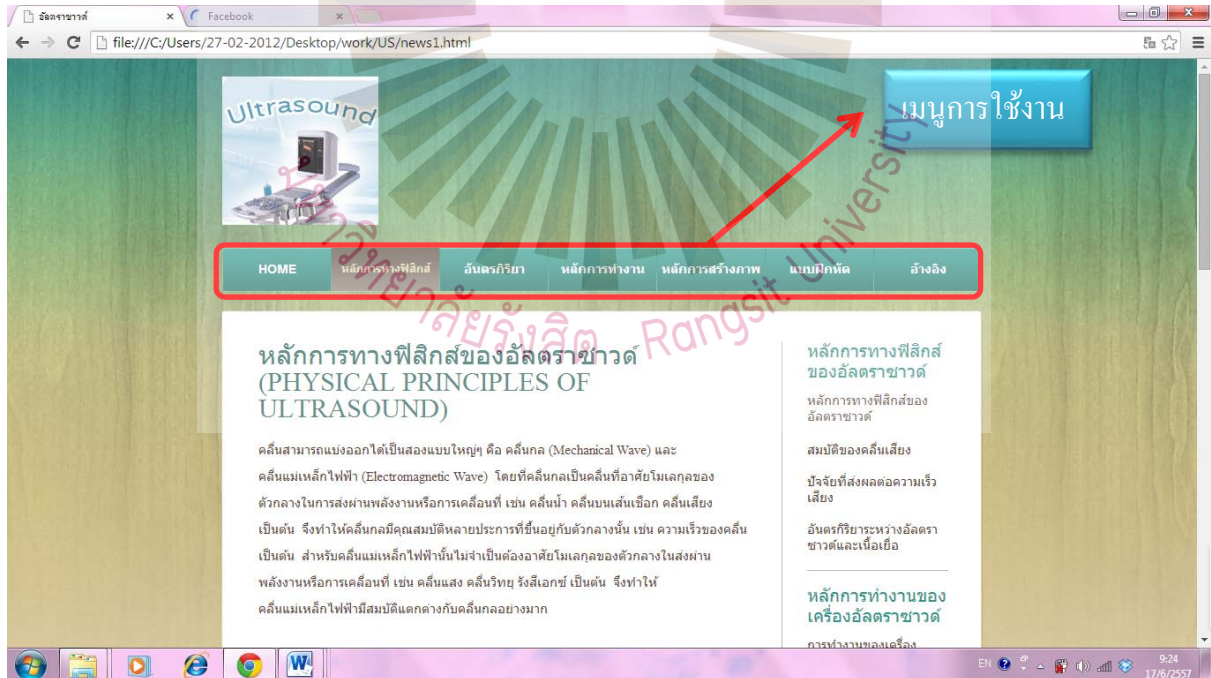 อัลตราซาวด์
Facebook
file:///C:/Users/27-02-2012/Desktop/work/US/news1.html
Ultrasound
เมนูการใช้งาน
HOME หลักการทางฟิสิกส์ อันตรกิริยา หลักการทำงาน หลักการสร้างภาพ แบบฝึกหัด อ้างอิง
มหาวิทยาลัยรังสิต Rangsit University
หลักการทางฟิสิกส์ของอัลตราซาวด์
(PHYSICAL PRINCIPLES OF
ULTRASOUND)
คลื่นสามารถแบ่งออกได้เป็นสองแบบใหญ่ๆ คือ คลื่นกล (Mechanical Wave) และ
คลื่นแม่เหล็กไฟฟ้า (Electromagnetic Wave) โดยที่คลื่นกลเป็นคลื่นที่อาศัยโมเลกุลของ
ตัวกลางในการส่งผ่านพลังงานหรือการเคลื่อนที่ เช่น คลื่นน้ำ คลื่นบนเส้นเชือก คลื่นเสียง
เป็นต้น จึงทำให้คลื่นกลมีคุณสมบัติหลายประการที่ขึ้นอยู่กับตัวกลางนั้น เช่น ความเร็วของคลื่น
เป็นต้น สำหรับคลื่นแม่เหล็กไฟฟ้านั้นไม่จำเป็นต้องอาศัยโมเลกุลของตัวกลางในส่งผ่าน
พลังงานหรือการเคลื่อนที่ เช่น คลื่นแสง คลื่นวิทยุ รังสีเอกซ์ เป็นต้น จึงทำให้
คลื่นแม่เหล็กไฟฟ้ามีสมบัติแตกต่างกับคลื่นกลอย่างมาก
หลักการทางฟิสิกส์
ของอัลตราซาวด์
หลักการทางฟิสิกส์ของ
อัลตราซาวด์
สมบัติของคลื่นเสียง
ปัจจัยที่ส่งผลต่อความเร็ว
เสียง
อันตรกิริยาระหว่างอัลตรา
ซาวด์และเนื้อเยื่อ
หลักการทำงานของ
เครื่องอัลตราซาวด์
การทำงานของเครื่อง
EN
9:24
17/6/2557